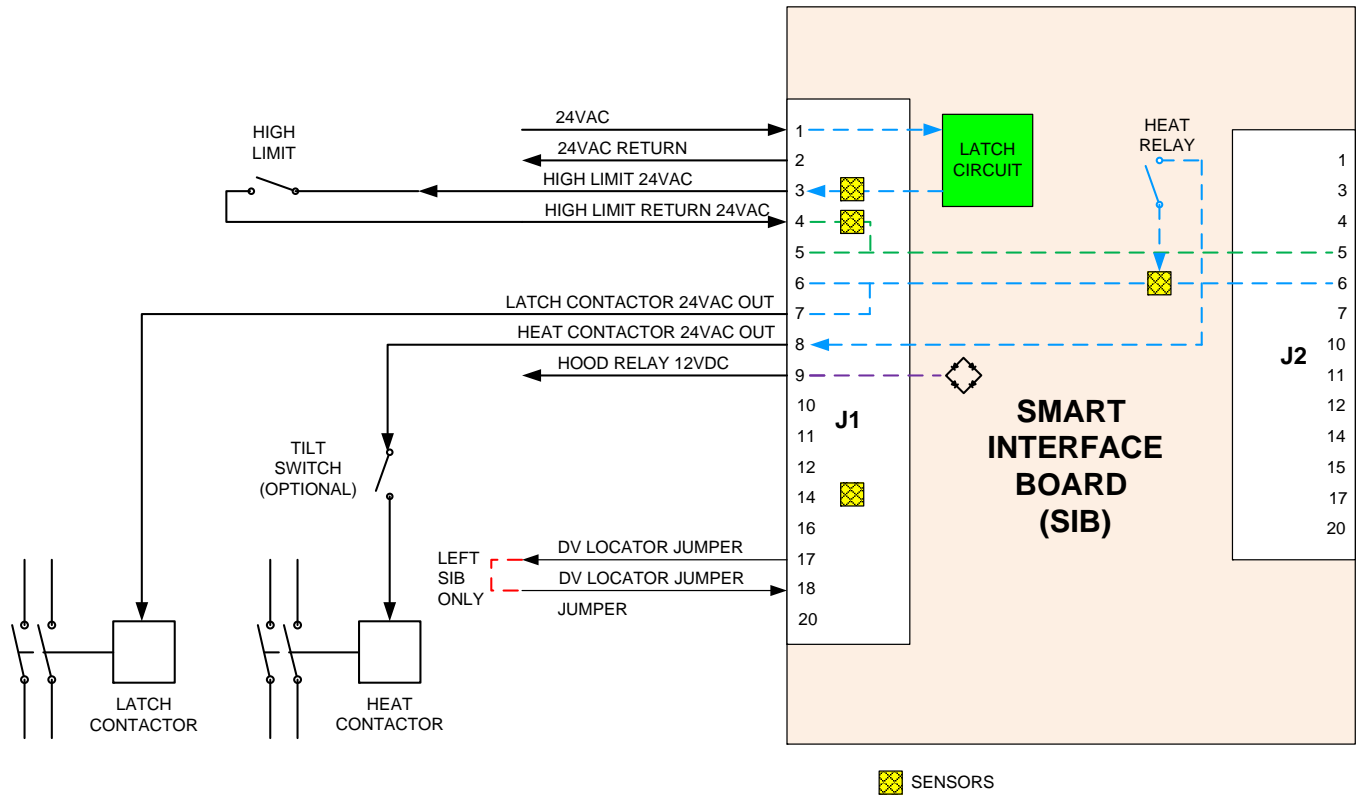 24VAC
24VAC RETURN
HIGH LIMIT 24VAC
HIGH LIMIT RETURN 24VAC
HIGH
LIMIT
LATCH CONTACTOR 24VAC OUT
HEAT CONTACTOR 24VAC OUT
HOOD RELAY 12VDC
TILT
SWITCH
(OPTIONAL)
LEFT
SIB
ONLY
DV LOCATOR JUMPER
DV LOCATOR JUMPER
JUMPER
LATCH
CONTACTOR
HEAT
CONTACTOR
1
2
3
4
5
6
7
8
9
10
11
12
14
16
17
18
20
J1
LATCH
CIRCUIT
HEAT
RELAY
SMART
INTERFACE
BOARD
(SIB)
J2
1
3
4
5
6
7
10
11
12
14
15
17
20
SENSORS